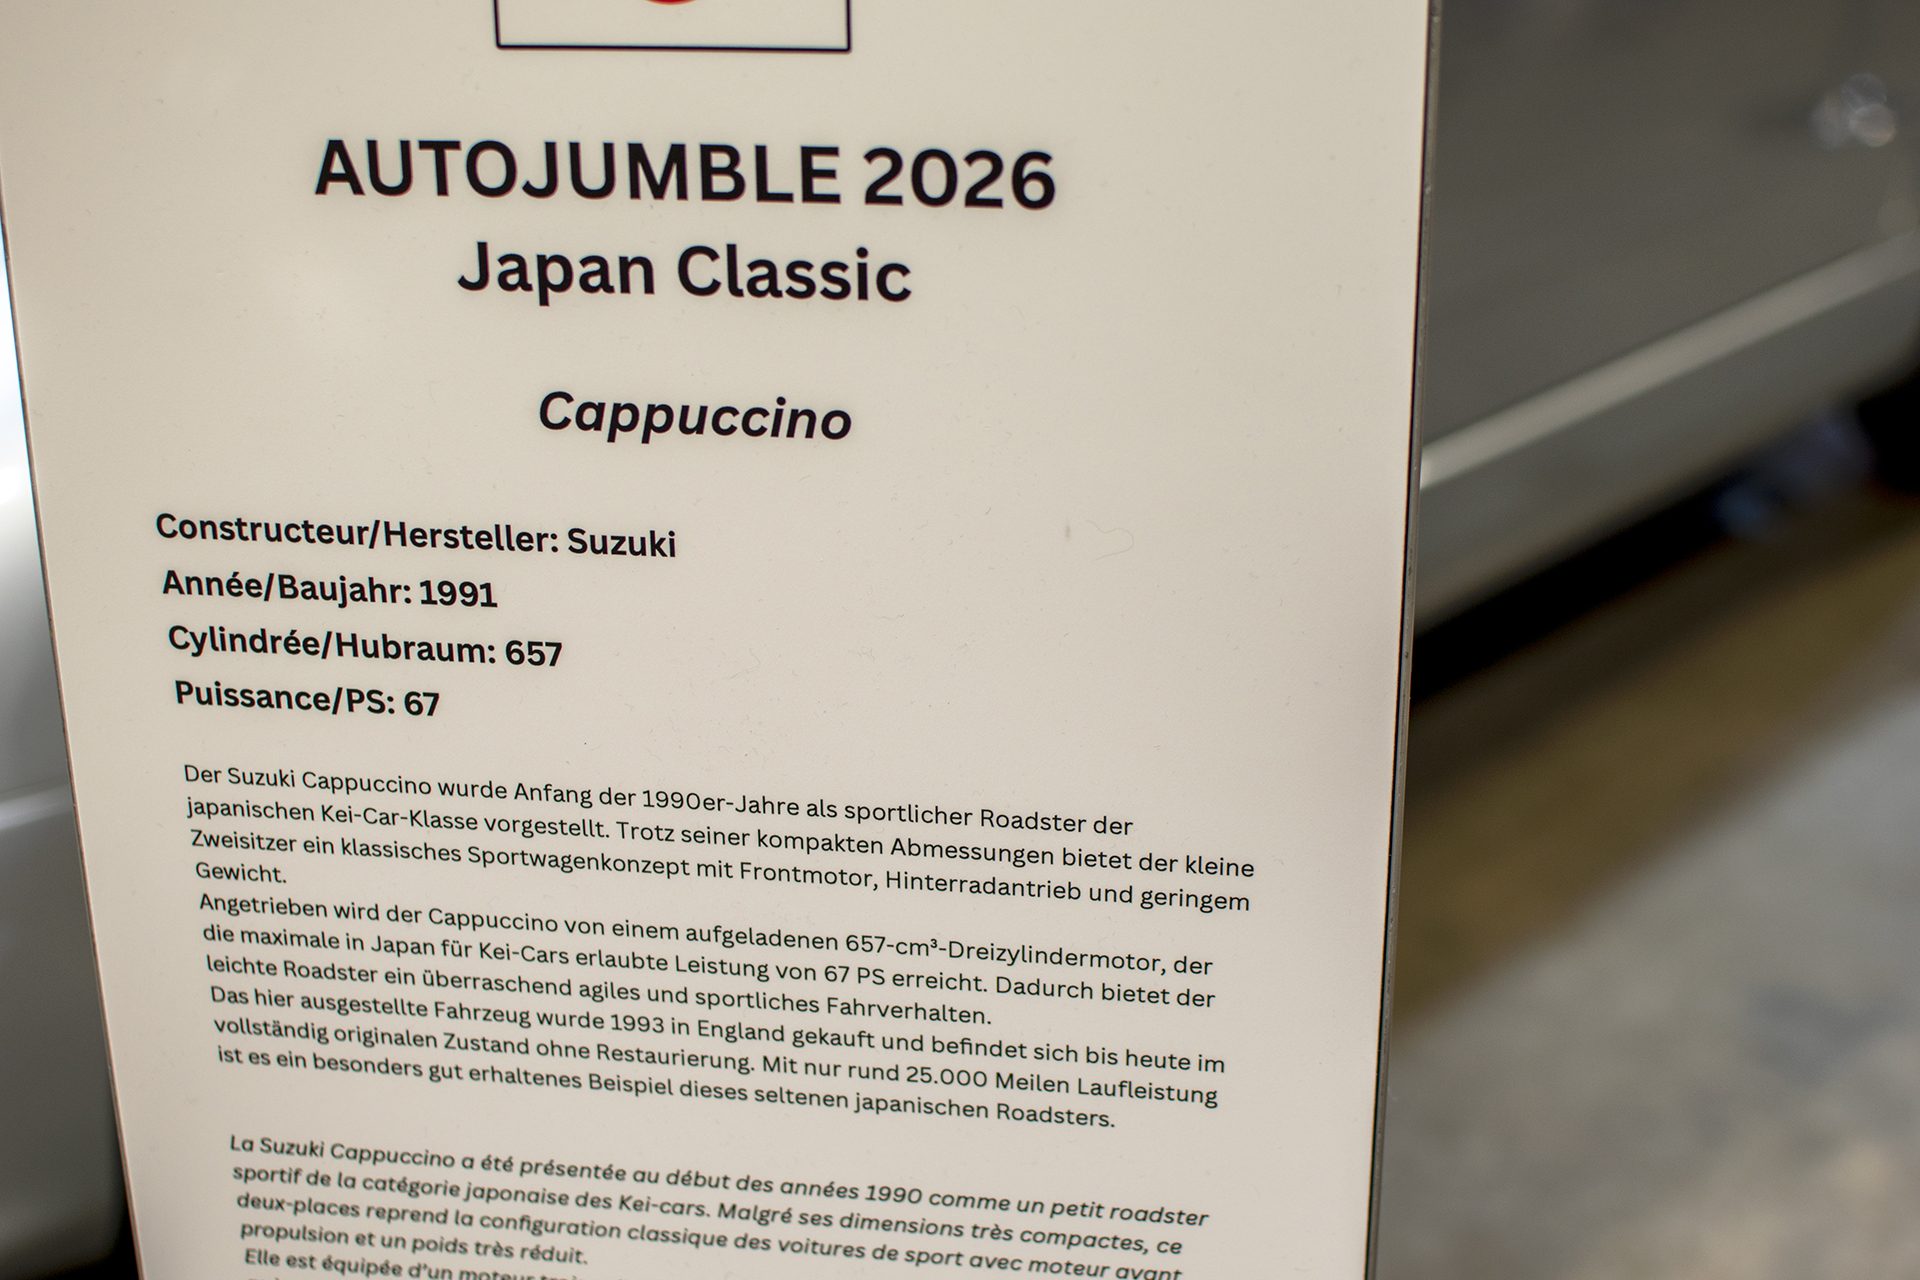 AUTOJUMBLE 2026
Japan Classic
Cappuccino
Constructeur/Hersteller: Suzuki
Année/Baujahr: 1991
Cylindrée/Hubraum: 657
Puissance/PS: 67
Der Suzuki Cappuccino wurde Anfang der 1990er-Jahre als sportlicher Roadster der
japanischen Kei-Car-Klasse vorgestellt. Trotz seiner kompakten Abmessungen bietet der kleine
Zweisitzer ein klassisches Sportwagenkonzept mit Frontmotor, Hinterradantrieb und geringem
Gewicht.
Angetrieben wird der Cappuccino von einem aufgeladenen 657-cm³-Dreizylindermotor, der
die maximale in Japan für Kei-Cars erlaubte Leistung von 67 PS erreicht. Dadurch bietet der
leichte Roadster ein überraschend agiles und sportliches Fahrverhalten.
Das hier ausgestellte Fahrzeug wurde 1993 in England gekauft und befindet sich bis heute im
vollständig originalen Zustand ohne Restaurierung. Mit nur rund 25.000 Meilen Laufleistung
ist es ein besonders gut erhaltenes Beispiel dieses seltenen japanischen Roadsters.
La Suzuki Cappuccino a été présentée au début des années 1990 comme un petit roadster
sportif de la catégorie japonaise des Kei-cars. Malgré ses dimensions très compactes, ce
deux-places reprend la configuration classique des voitures de sport avec moteur avant
propulsion et un poids très réduit.
Elle est équipée d'un moteur